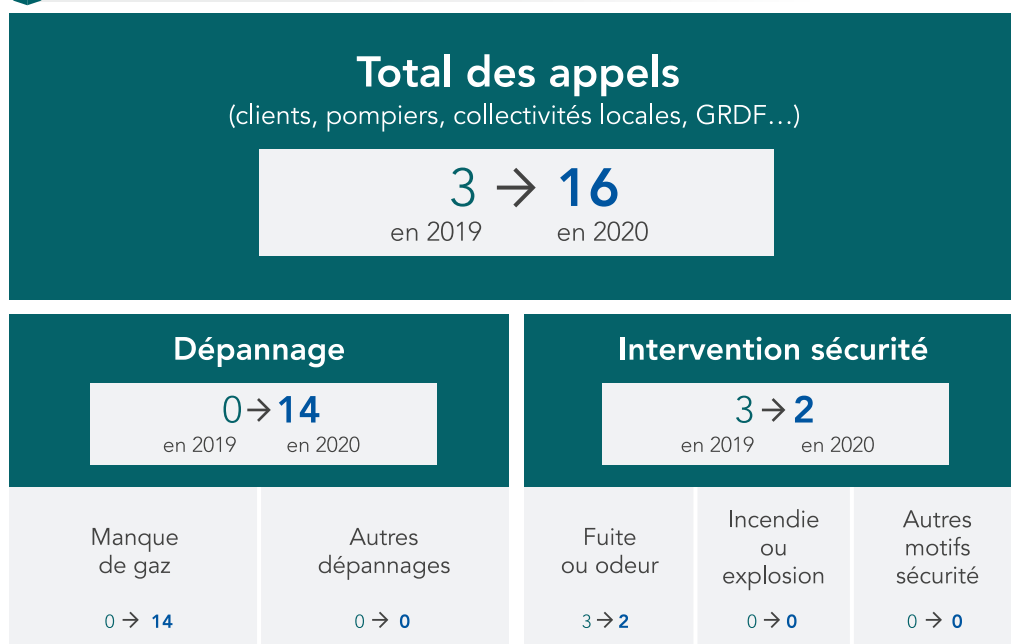 Total des appels
(clients, pompiers, collectivités locales, GRDF...)
3 → 16
en 2019 en 2020
Dépannage
0 → 14
en 2019 en 2020
Manque
de gaz
0 → 14
Autres
dépannages
0 → 0
Intervention sécurité
3 → 2
en 2019 en 2020
Fuite
ou odeur
3 → 2
Incendie
ou
explosion
0 → 0
Autres
motifs
sécurité
0 → 0